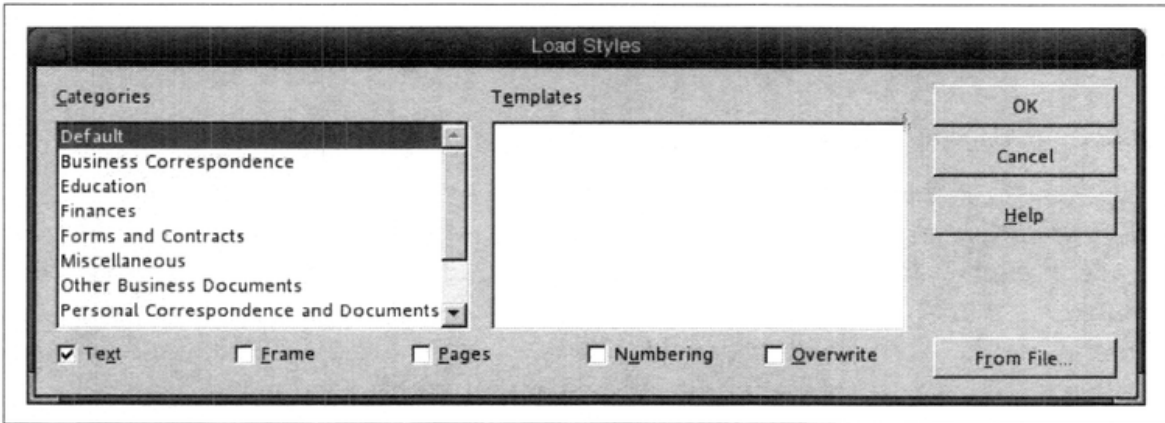 Load Styles
Categories
Default
Business Correspondence
Education
Finances
Forms and Contracts
Miscellaneous
Other Business Documents
Personal Correspondence and Documents
Templates
OK
Cancel
Help
Text
Frame
Pages
Numbering
Overwrite
From File...